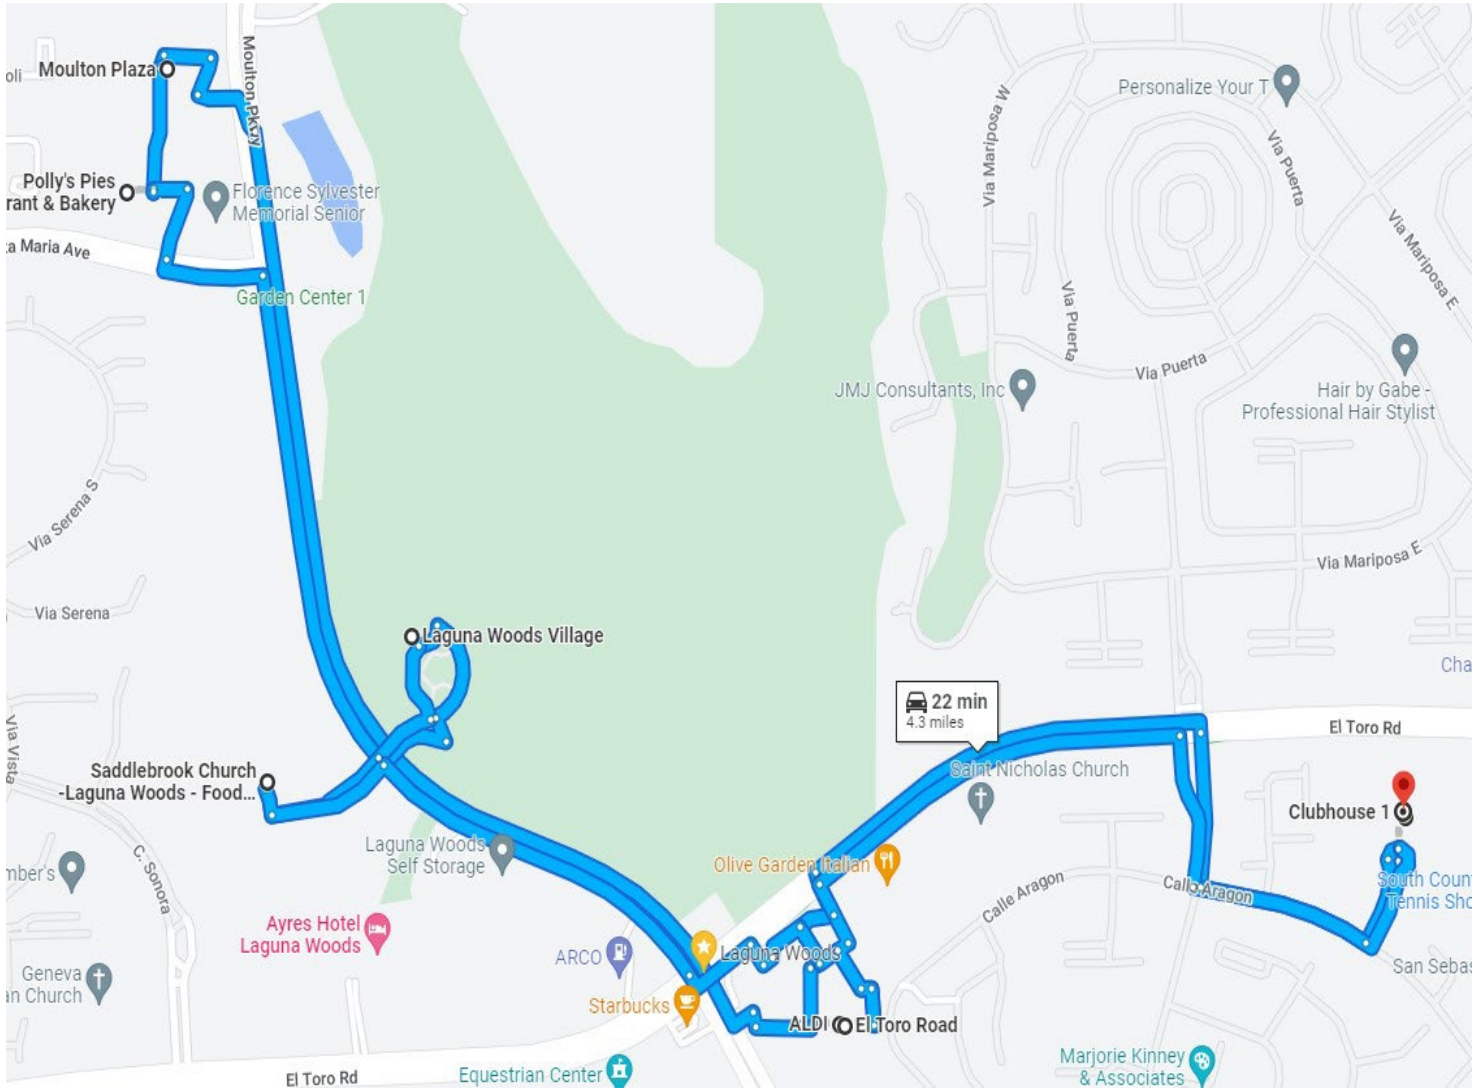 Moulton Pkwy
oli
Moulton Plaza
Personalize Your T
Via Mariposa W
Via Puerta
Polly's Pies
rant & Bakery
Florence Sylvester
Memorial Senior
Via Mariposa E
ta Maria Ave
Garden Center 1
Via Puerta
Via Puerta
JMJ Consultants, Inc
Hair by Gabe -
Professional Hair Stylist
Via Serena S
Via Mariposa E
Via Serena
Laguna Woods Village
Cha
22 min
4.3 miles
El Toro Rd
Via Vista
Saddlebrook Church
-Laguna Woods - Food...
Saint Nicholas Church
Clubhouse 1
Laguna Woods
Self Storage
Olive Garden Italian
mber's
C. Sonora
Calle Aragon
Calle Aragon
South Coun
Tennis Sho
Ayres Hotel
Laguna Woods
ARCO
Laguna Woods
Geneva
an Church
San Sebas
Starbucks
ALDI
El Toro Road
El Toro Rd
Equestrian Center
Marjorie Kinney
& Associates